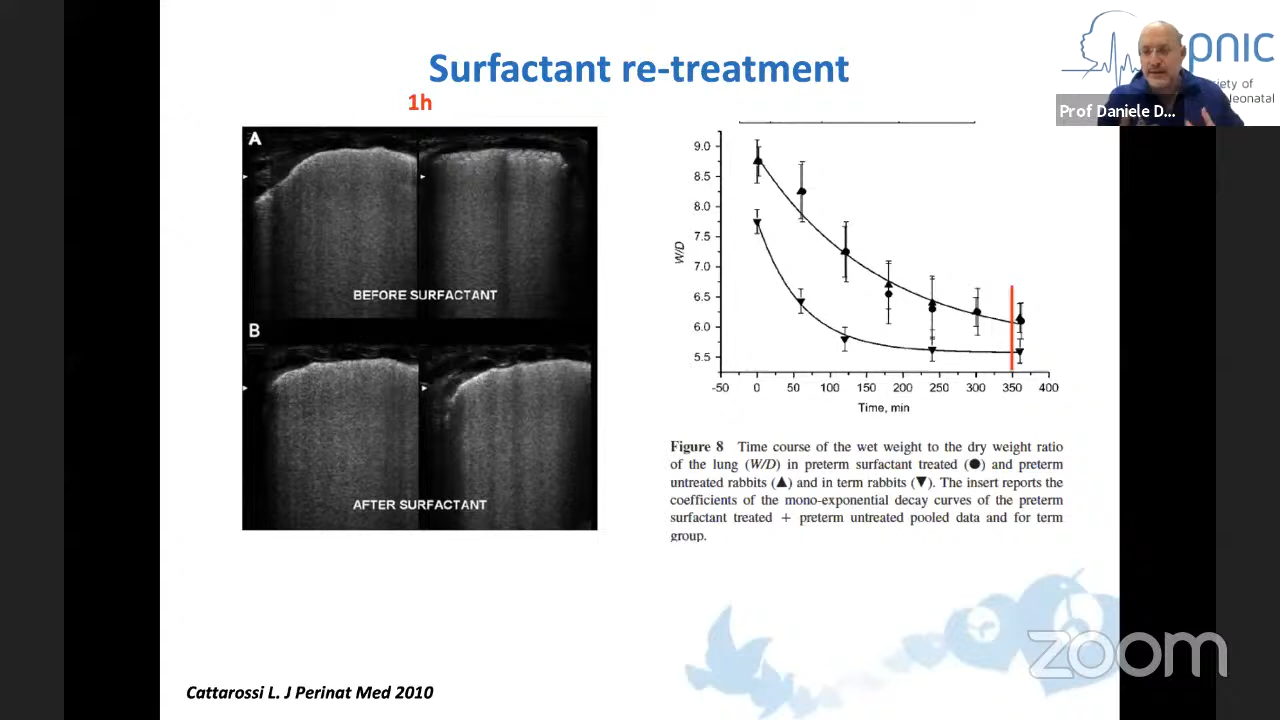 Surfactant re-treatment
1h
A
BEFORE SURFACTANT
B
AFTER SURFACTANT
9.0
8.5
8.0
7.5
7.0
6.5
6.0
5.5
W/D
-50 0 50 100 150 200 250 300 350 400
Time, min
Figure 8 Time course of the wet weight to the dry weight ratio
of the lung (W/D) in preterm surfactant treated (●) and preterm
untreated rabbits (▲) and in term rabbits (▼). The insert reports the
coefficients of the mono-exponential decay curves of the preterm
surfactant treated + preterm untreated pooled data and for term
group.
Cattarossi L. J Perinat Med 2010
pnic
ety of
eonatal
Prof Daniele D...
zoom